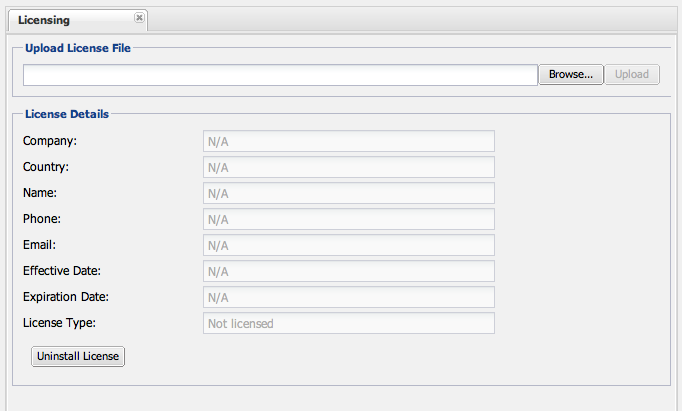 Licensing
Upload License File
Browse... Upload
License Details
Company: N/A
Country: N/A
Name: N/A
Phone: N/A
Email: N/A
Effective Date: N/A
Expiration Date: N/A
License Type: Not licensed
Uninstall License